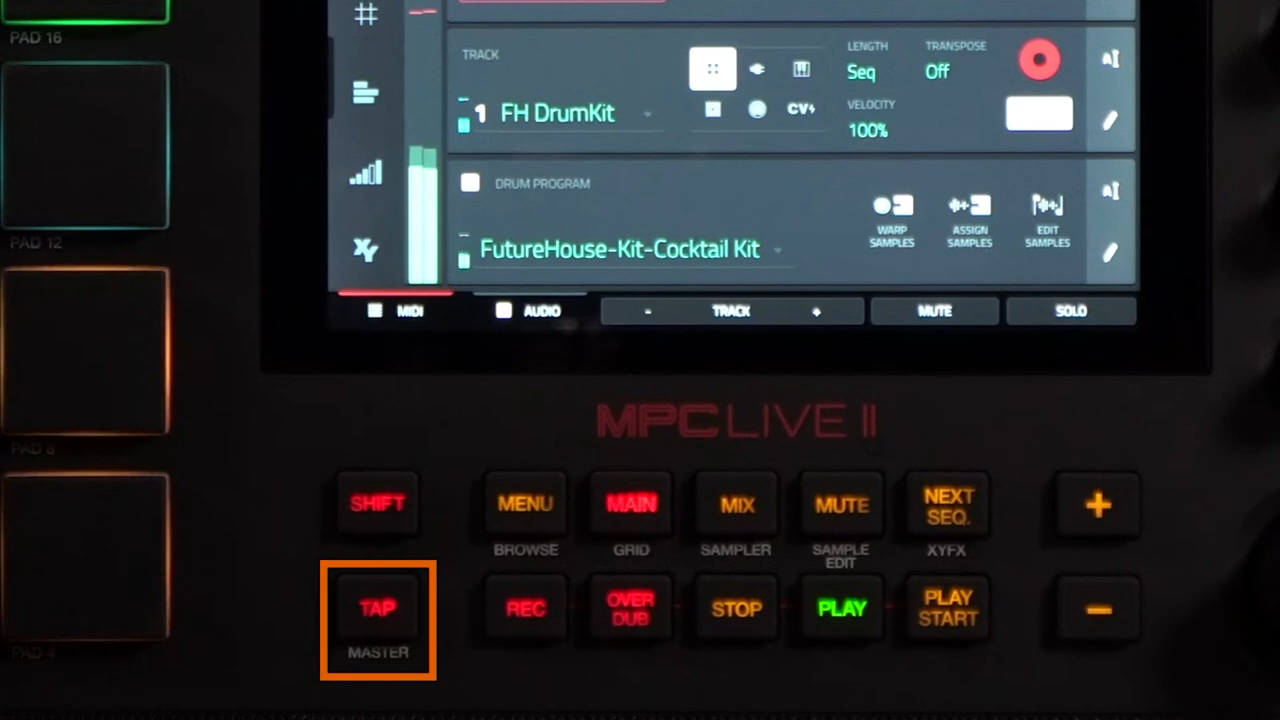 PAD 16
TRACK
LENGTH
TRANSPOSE
Seq
Off
1 FH DrumKit
CV
VELOCITY
100%
PAD 12
DRUM PROGRAM
WARP
SAMPLES
ASSIGN
SAMPLES
EDIT
SAMPLES
XY
FutureHouse-Kit-Cocktail Kit
MIDI
AUDIO
- TRACK +
MUTE
SOLO
MPC LIVE II
PAD 8
SHIFT
MENU
MAIN
MIX
MUTE
NEXT
SEQ.
+
BROWSE
GRID
SAMPLER
SAMPLE
EDIT
XYFX
TAP
REC
OVER
DUB
STOP
PLAY
PLAY
START
-
MASTER
PAD 4